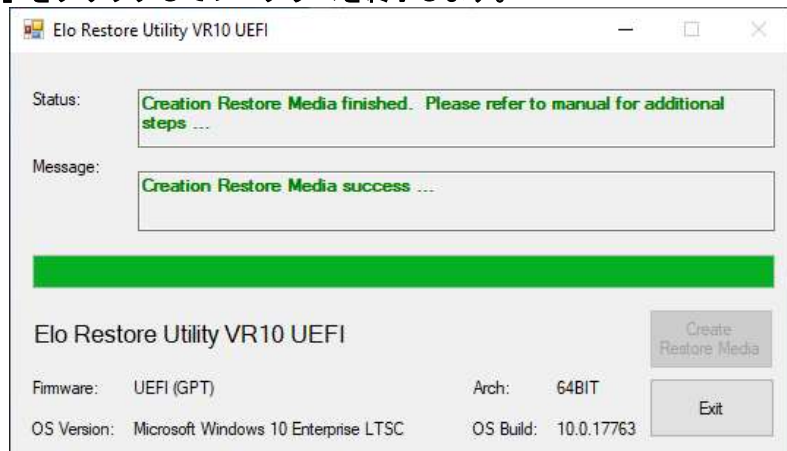 Elo Restore Utility VR10 UEFI
Status:
Creation Restore Media finished. Please refer to manual for additional
steps ...
Message:
Creation Restore Media success ...
Elo Restore Utility VR10 UEFI
Create
Restore Media
Firmware: UEFI (GPT) Arch: 64BIT
Exit
OS Version: Microsoft Windows 10 Enterprise LTSC OS Build: 10.0.17763